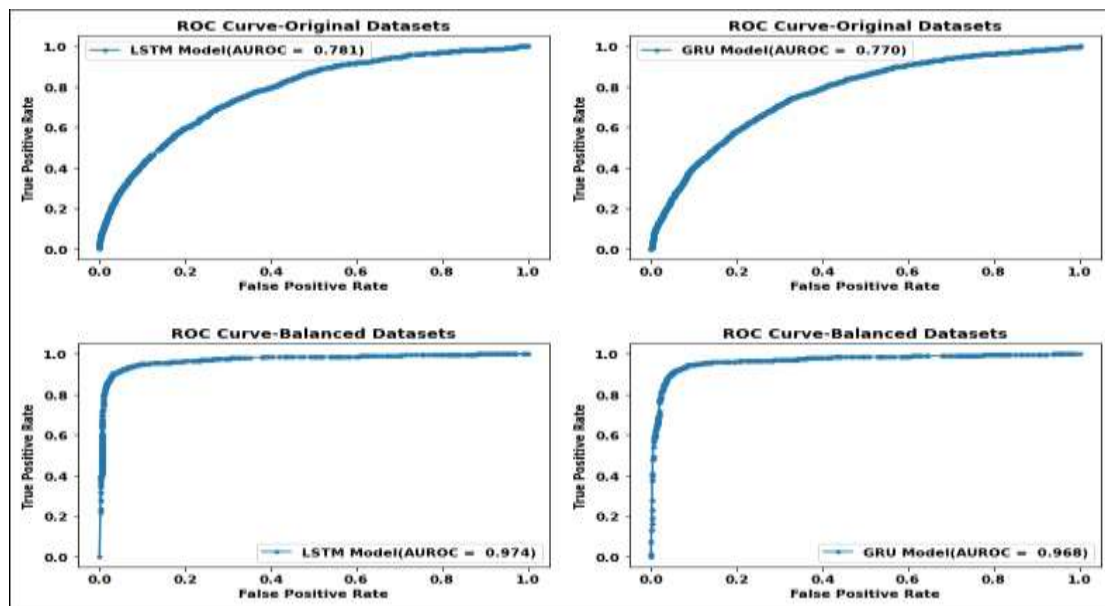 ROC Curve-Original Datasets
LSTM Model(AUROC = 0.781)
True Positive Rate
1.0
0.8
0.6
0.4
0.2
0.0
0.0 0.2 0.4 0.6 0.8 1.0
False Positive Rate
ROC Curve-Original Datasets
GRU Model(AUROC = 0.770)
True Positive Rate
1.0
0.8
0.6
0.4
0.2
0.0
0.0 0.2 0.4 0.6 0.8 1.0
False Positive Rate
ROC Curve-Balanced Datasets
True Positive Rate
1.0
0.8
0.6
0.4
0.2
0.0
LSTM Model(AUROC = 0.974)
0.0 0.2 0.4 0.6 0.8 1.0
False Positive Rate
ROC Curve-Balanced Datasets
True Positive Rate
1.0
0.8
0.6
0.4
0.2
0.0
GRU Model(AUROC = 0.968)
0.0 0.2 0.4 0.6 0.8 1.0
False Positive Rate